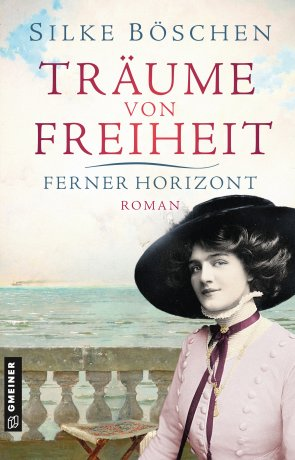 SILKE BÖSCHEN
TRÄUME
VON
FREIHEIT
FERNER HORIZONT
ROMAN
GMEINER